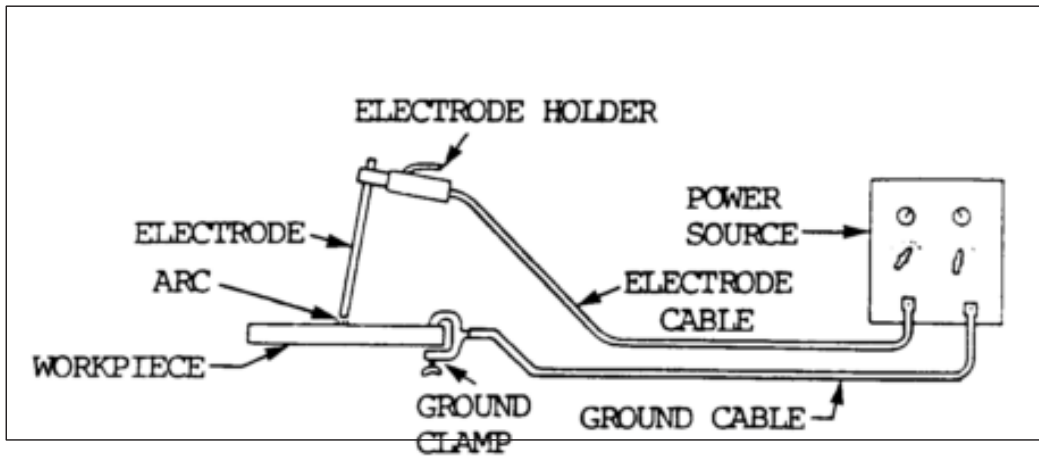 ELECTRODE HOLDER
POWER
SOURCE
ELECTRODE
ARC
ELECTRODE
CABLE
WORKPIECE
GROUND
CLAMP
GROUND CABLE